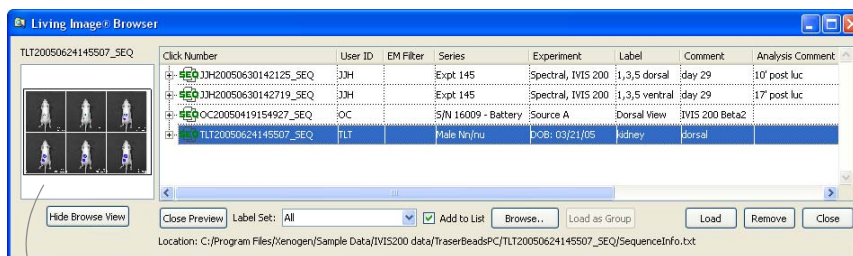 Living Image® Browser
TLT20050624145507_SEQ
Click Number User ID EM Filter Series Experiment Label Comment Analysis Comment
SEQ JJH20050630142125_SEQ JJH Expt 145 Spectral, IVIS 200 1,3,5 dorsal day 29 10' post luc
SEQ JJH20050630142719_SEQ JJH Expt 145 Spectral, IVIS 200 1,3,5 ventral day 29 17' post luc
SEQ OC20050419154927_SEQ OC S/N 16009 - Battery Source A Dorsal View IVIS 200 Beta2
SEQ TLT20050624145507_SEQ TLT Male Nn/nu DOB: 03/21/05 kidney dorsal
Hide Browse View Close Preview Label Set: All Add to List Browse.. Load as Group Load Remove Close
Location: C:/Program Files/Xenogen/Sample Data/IVIS200 data/TraserBeadsPC/TLT20050624145507_SEQ/SequenceInfo.txt